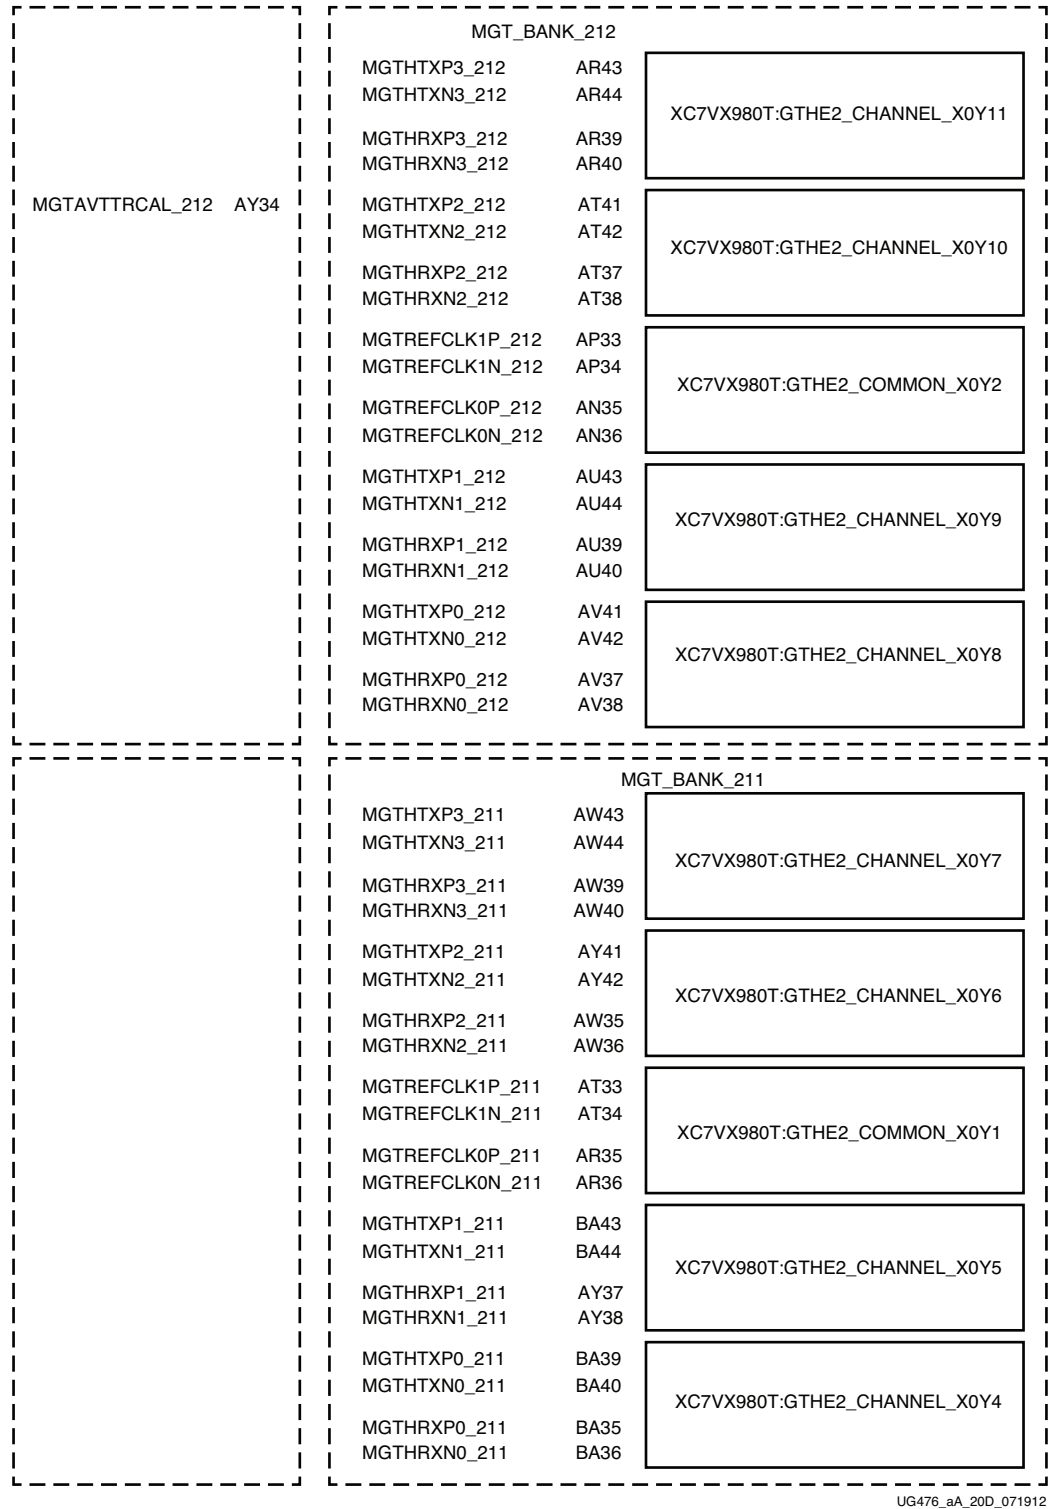 MGT_BANK_212
MGTHTXP3_212 AR43
MGTHTXN3_212 AR44
XC7VX980T:GTHE2_CHANNEL_X0Y11
MGTHRXP3_212 AR39
MGTHRXN3_212 AR40
MGTAVTTRCAL_212 AY34
MGTHTXP2_212 AT41
MGTHTXN2_212 AT42
XC7VX980T:GTHE2_CHANNEL_X0Y10
MGTHRXP2_212 AT37
MGTHRXN2_212 AT38
MGTREFCLK1P_212 AP33
MGTREFCLK1N_212 AP34
XC7VX980T:GTHE2_COMMON_X0Y2
MGTREFCLK0P_212 AN35
MGTREFCLK0N_212 AN36
MGTHTXP1_212 AU43
MGTHTXN1_212 AU44
XC7VX980T:GTHE2_CHANNEL_X0Y9
MGTHRXP1_212 AU39
MGTHRXN1_212 AU40
MGTHTXP0_212 AV41
MGTHTXN0_212 AV42
XC7VX980T:GTHE2_CHANNEL_X0Y8
MGTHRXP0_212 AV37
MGTHRXN0_212 AV38
MGT_BANK_211
MGTHTXP3_211 AW43
MGTHTXN3_211 AW44
XC7VX980T:GTHE2_CHANNEL_X0Y7
MGTHRXP3_211 AW39
MGTHRXN3_211 AW40
MGTHTXP2_211 AY41
MGTHTXN2_211 AY42
XC7VX980T:GTHE2_CHANNEL_X0Y6
MGTHRXP2_211 AW35
MGTHRXN2_211 AW36
MGTREFCLK1P_211 AT33
MGTREFCLK1N_211 AT34
XC7VX980T:GTHE2_COMMON_X0Y1
MGTREFCLK0P_211 AR35
MGTREFCLK0N_211 AR36
MGTHTXP1_211 BA43
MGTHTXN1_211 BA44
XC7VX980T:GTHE2_CHANNEL_X0Y5
MGTHRXP1_211 AY37
MGTHRXN1_211 AY38
MGTHTXP0_211 BA39
MGTHTXN0_211 BA40
XC7VX980T:GTHE2_CHANNEL_X0Y4
MGTHRXP0_211 BA35
MGTHRXN0_211 BA36
UG476_aA_20D_071912